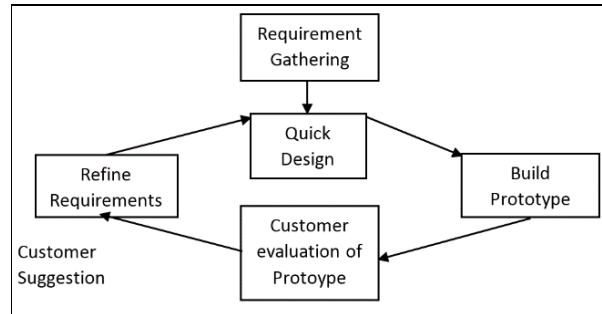 Requirement
Gathering
Quick
Design
Refine
Requirements
Build
Prototype
Customer
evaluation of
Protoype
Customer
Suggestion